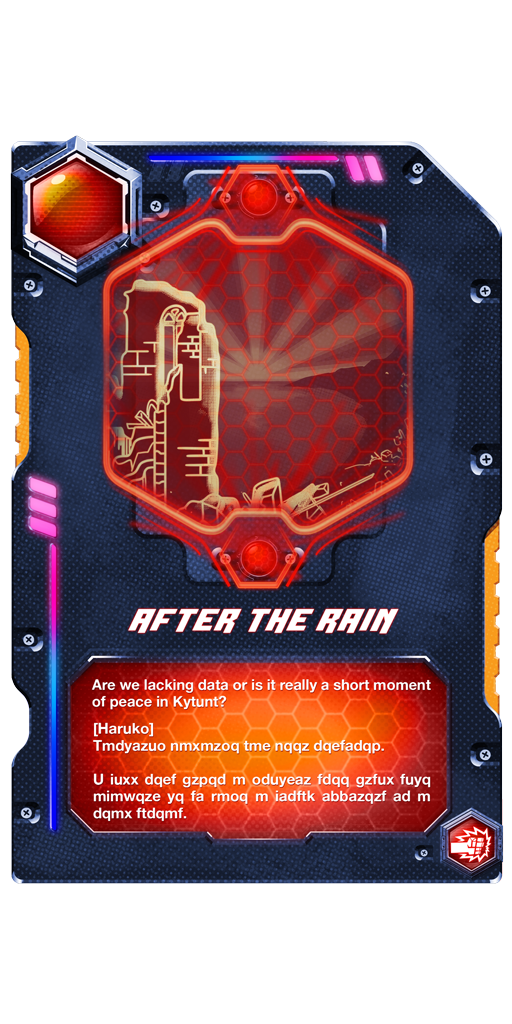 AFTER THE RAIN
Are we lacking data or is it really a short moment
of peace in Kytunt?
[Haruko]
Tmdyazuo nmxmzoq tme nqqz dqefadqp.
U iuxx dqef gzpqd m oduyeaz fdqq gzfux fuyq
mimwqze yq fa rmoq m iadftk abbazqzf ad m
dqmx ftdqmf.